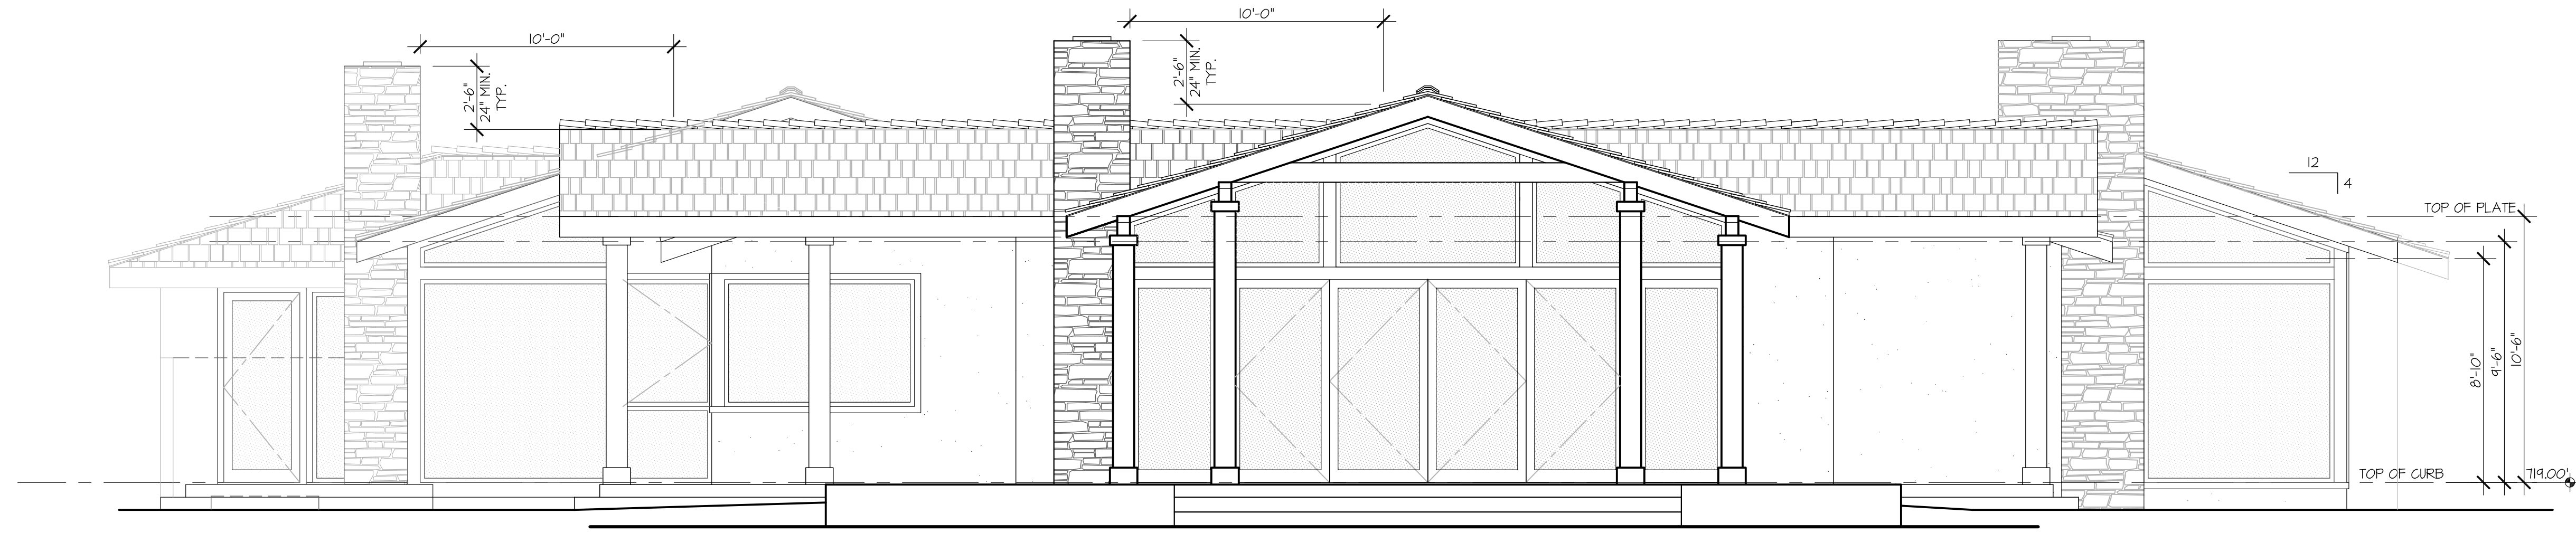 10'-0"
2'-6"
24" MIN.
TYP.
10'-0"
2'-6"
24" MIN.
TYP.
12
4
TOP OF PLATE
8'-10"
9'-6"
10'-6"
TOP OF CURB
719.00'